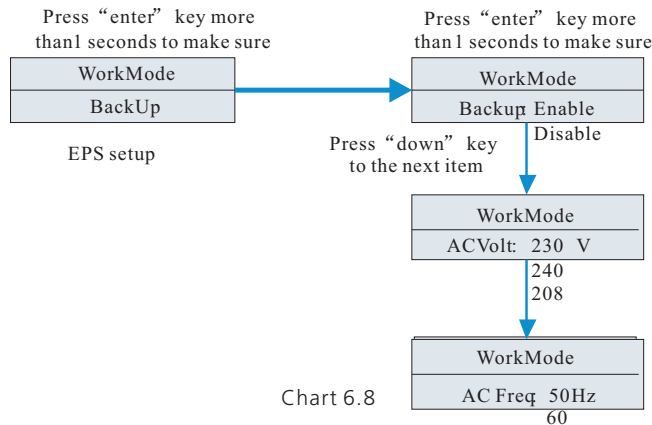 Press “enter” key more
than1 seconds to make sure
WorkMode
BackUp
EPS setup
Press “enter” key more
than1 seconds to make sure
WorkMode
Backup: Enable
Disable
Press “down” key
to the next item
WorkMode
ACVolt: 230 V
240
208
WorkMode
AC Freq 50Hz
60
Chart 6.8